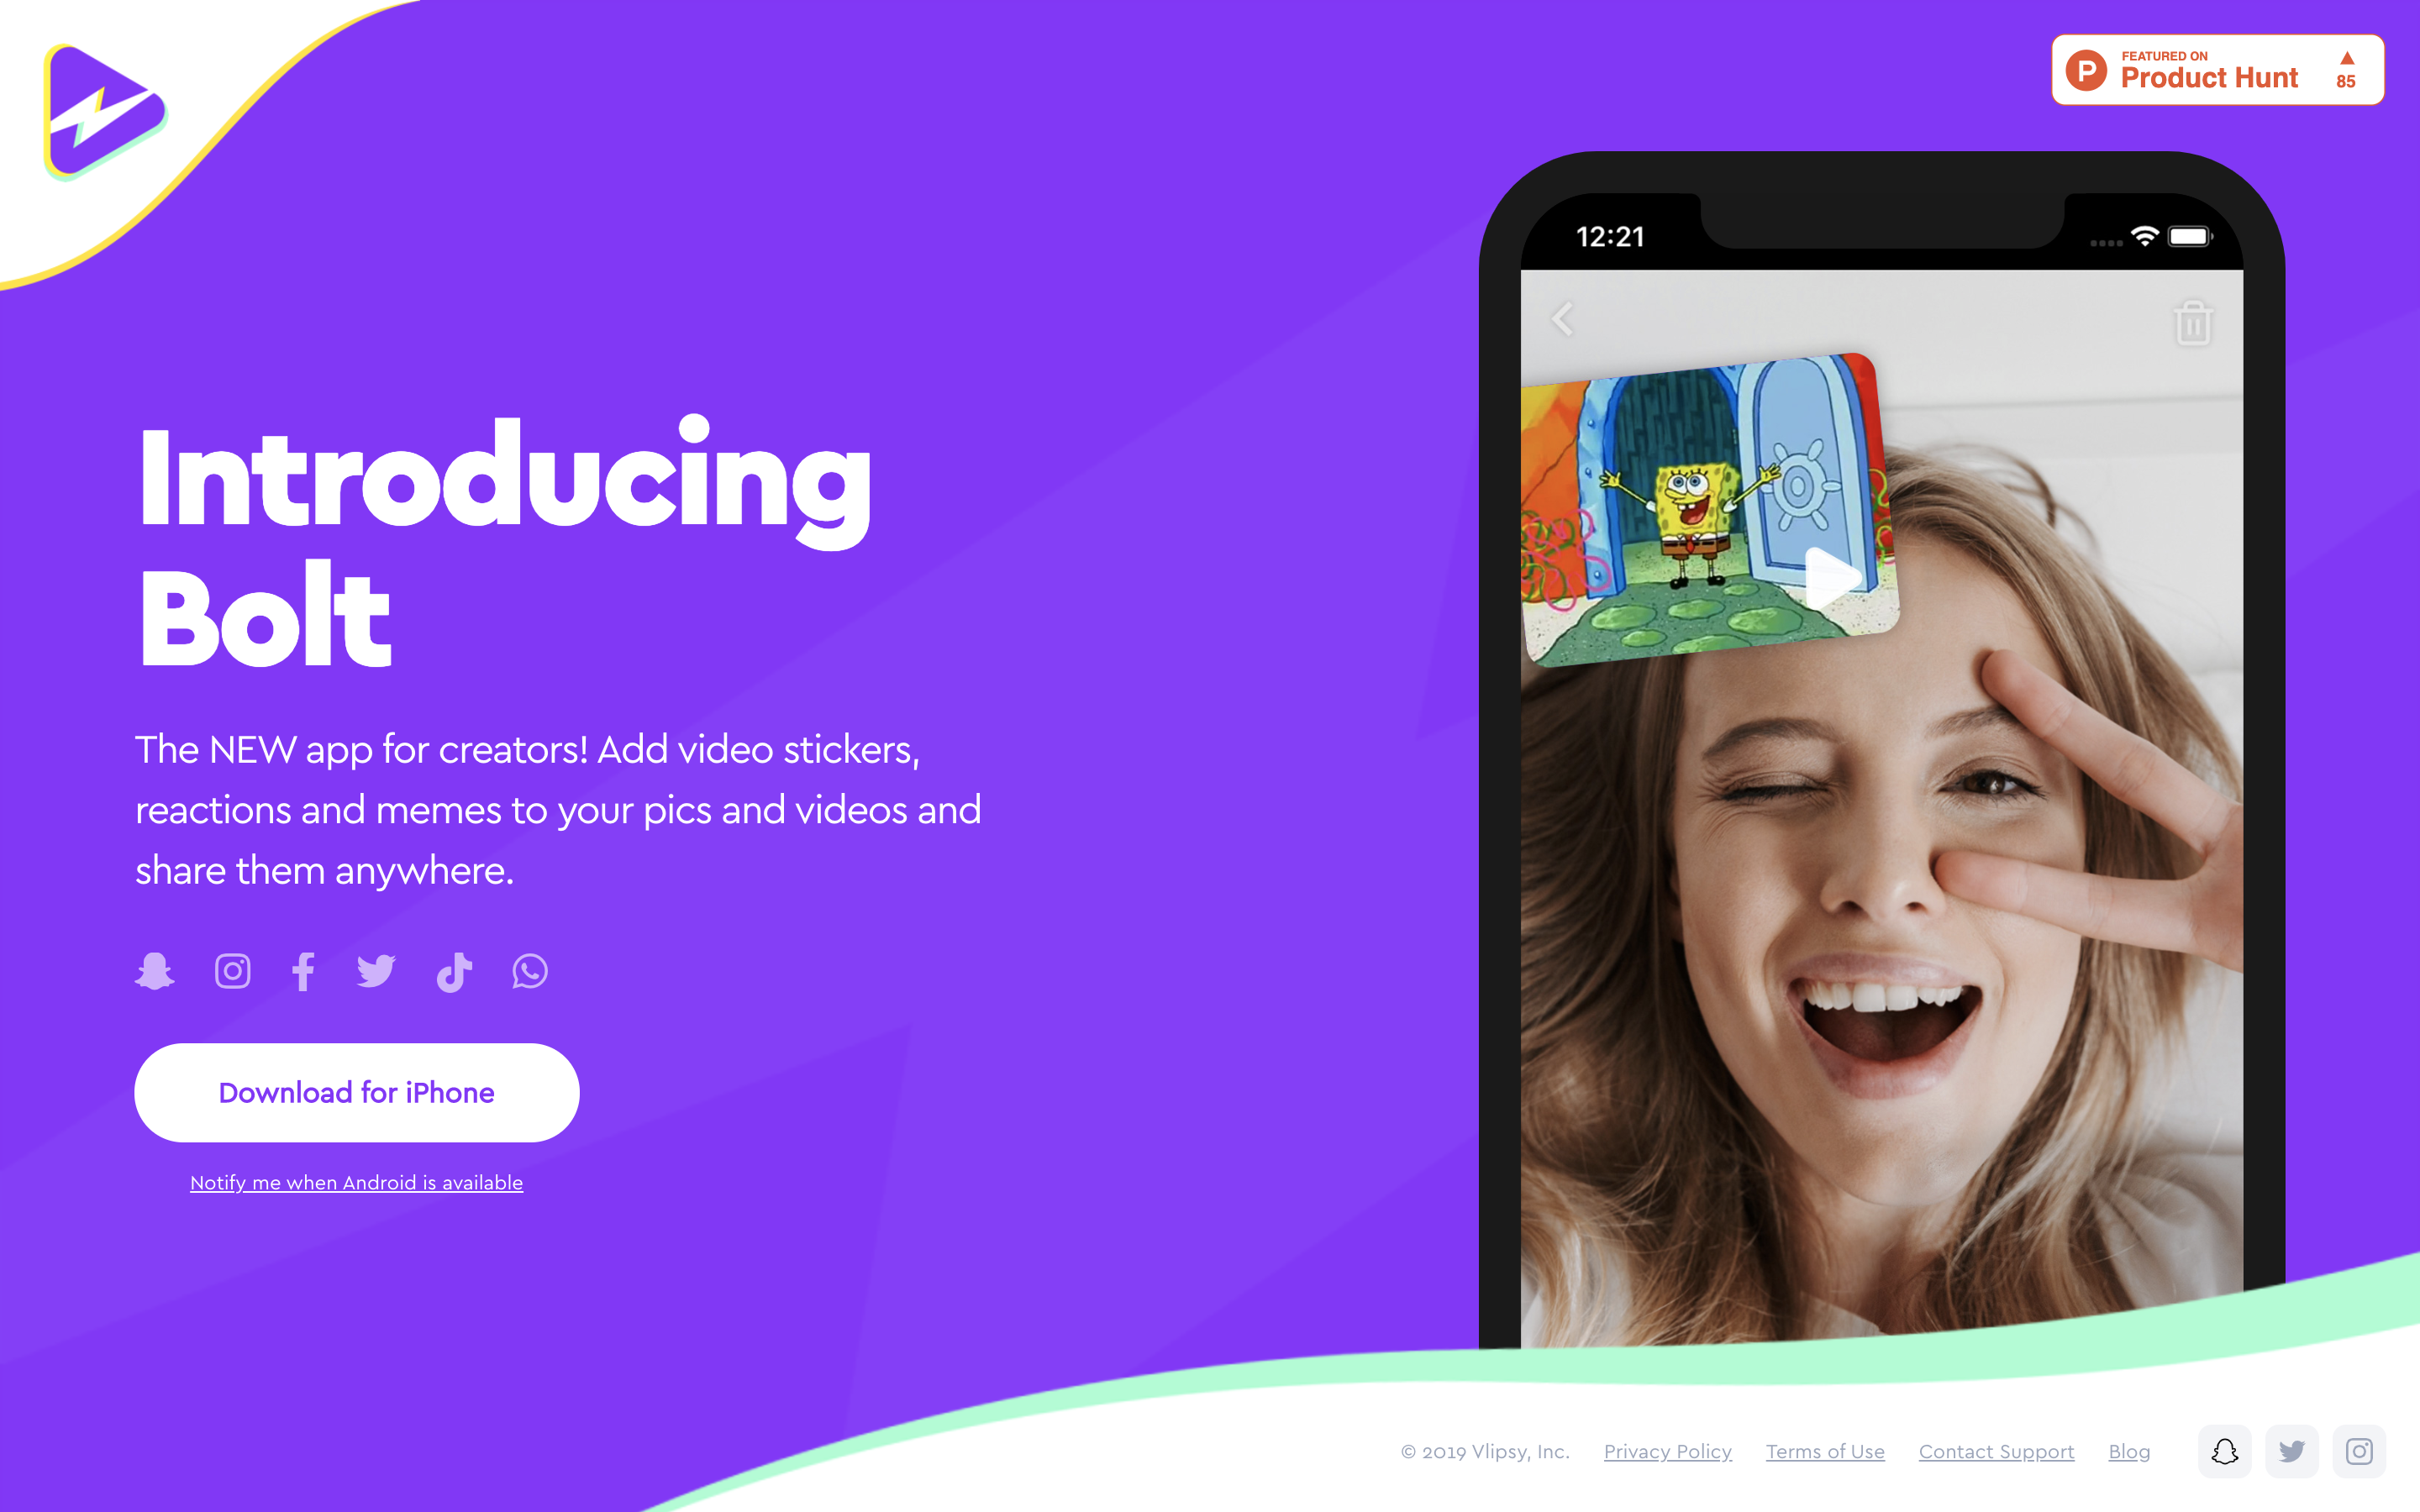 FEATURED ON
Product Hunt
85
12:21
Introducing
Bolt
The NEW app for creators! Add video stickers,
reactions and memes to your pics and videos and
share them anywhere.
Download for iPhone
Notify me when Android is available
© 2019 Vlipsy, Inc. Privacy Policy Terms of Use Contact Support Blog